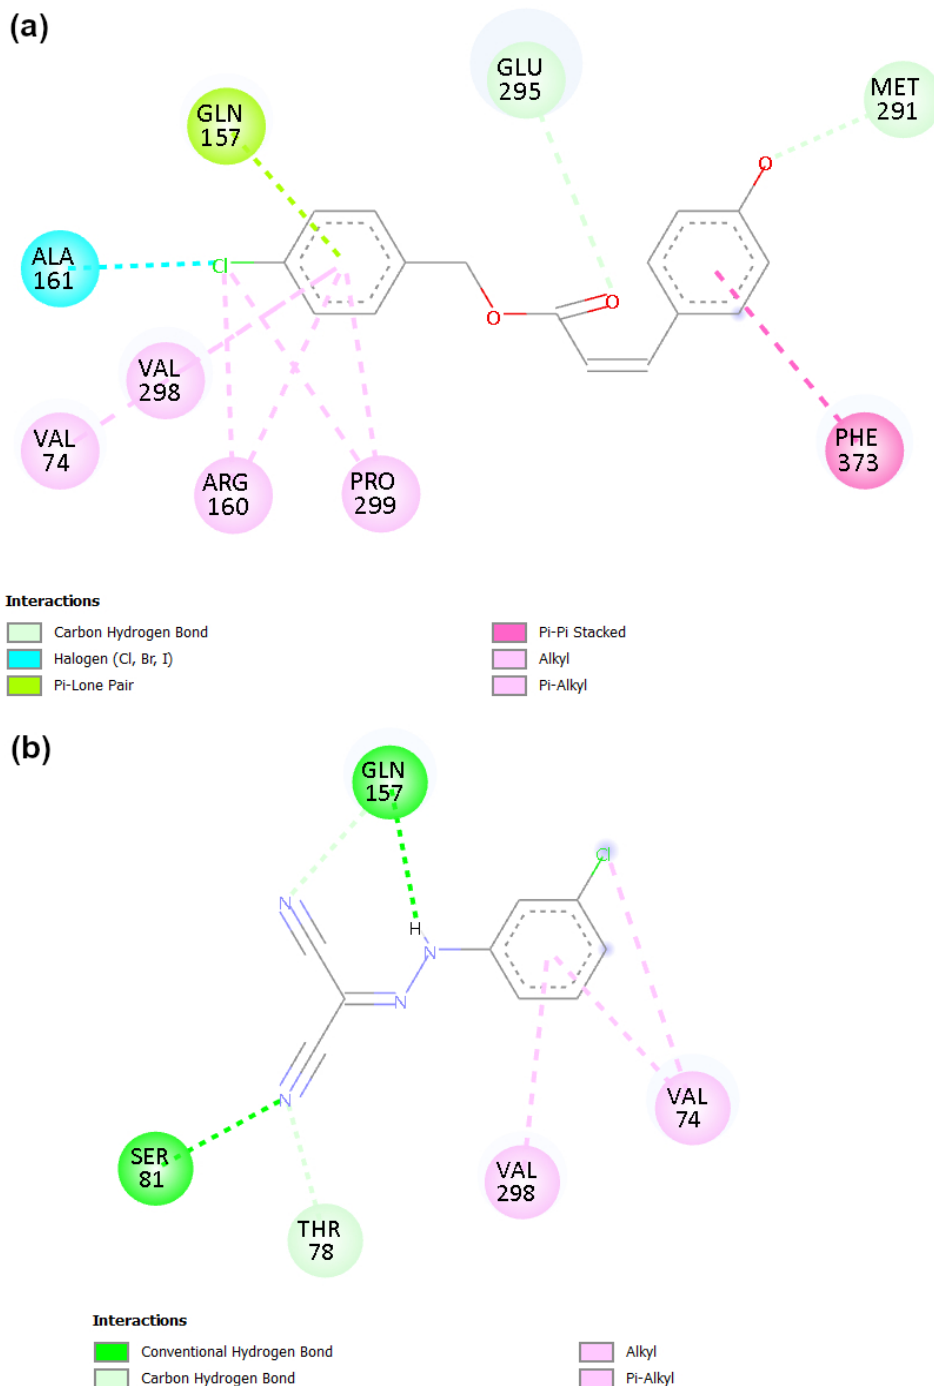 (a)
GLU
295
MET
291
GLN
157
ALA
161
Cl
O
O
O
VAL
298
VAL
74
ARG
160
PRO
299
PHE
373
Interactions
Carbon Hydrogen Bond
Halogen (Cl, Br, I)
Pi-Lone Pair
Pi-Pi Stacked
Alkyl
Pi-Alkyl
(b)
GLN
157
Cl
N
H
N
N
N
SER
81
THR
78
VAL
298
VAL
74
Interactions
Conventional Hydrogen Bond
Carbon Hydrogen Bond
Alkyl
Pi-Alkyl